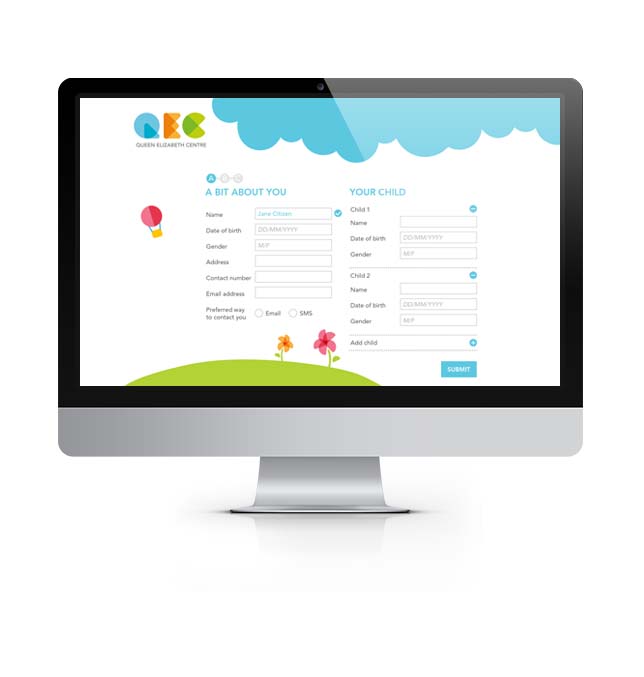 QEC
QUEEN ELIZABETH CENTRE
A
A BIT ABOUT YOU
Name
Jane Citizen
Date of birth
DD/MM/YYYY
Gender
M/F
Address
Contact number
Email address
Preferred way
to contact you
Email
SMS
YOUR CHILD
Child 1
Name
Date of birth
DD/MM/YYYY
Gender
M/F
Child 2
Name
Date of birth
DD/MM/YYYY
Gender
M/F
Add child
SUBMIT